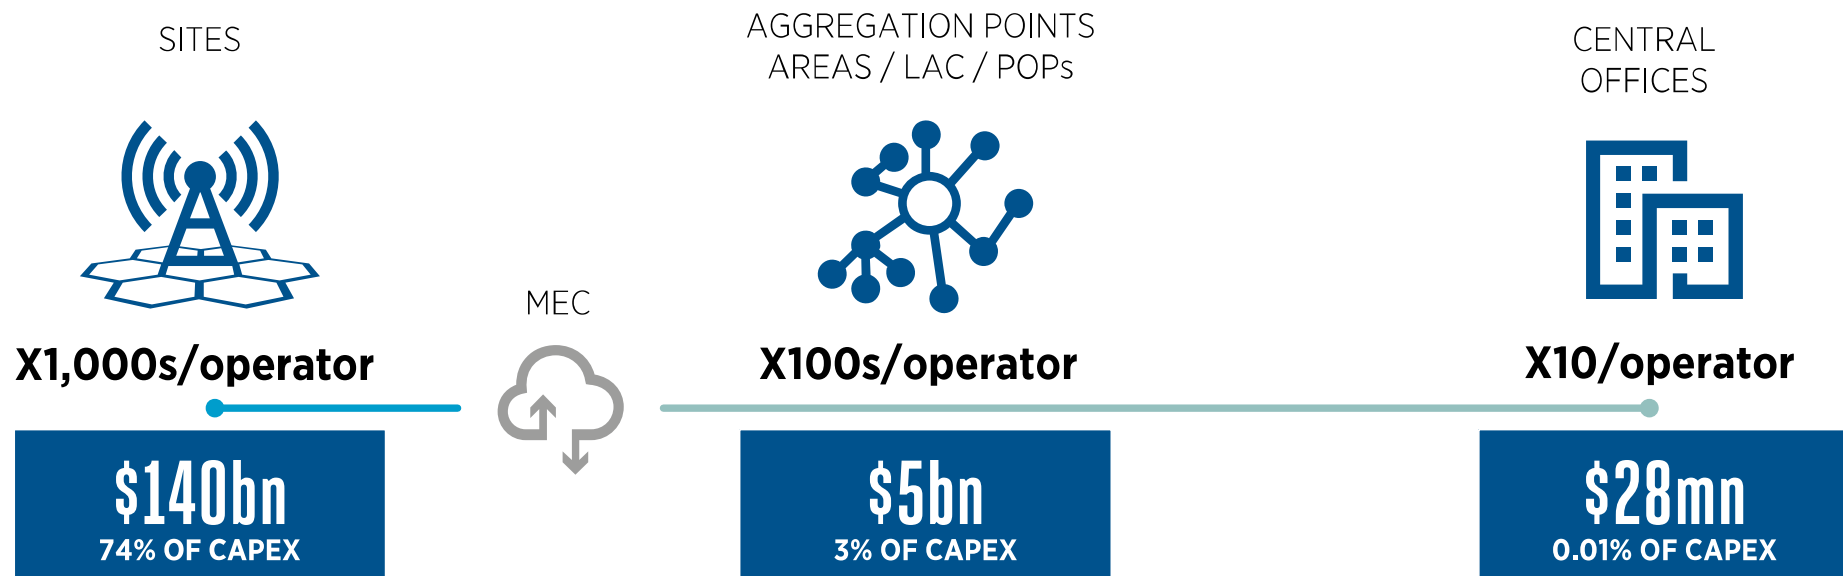 SITES
X1,000s/operator
$140bn
74% OF CAPEX
MEC
AGGREGATION POINTS
AREAS / LAC / POPs
X100s/operator
$5bn
3% OF CAPEX
CENTRAL
OFFICES
X10/operator
$28mn
0.01% OF CAPEX